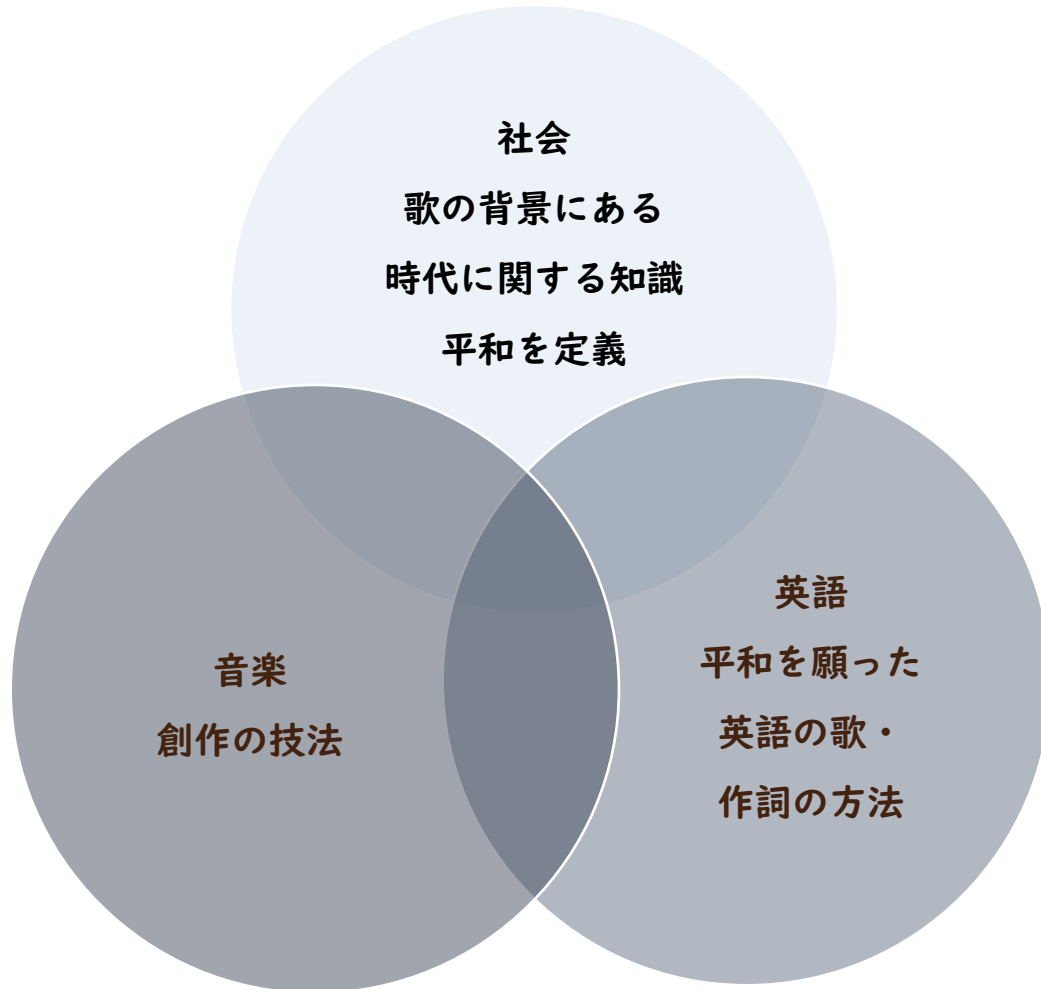 社会
歌の背景にある
時代に関する知識
平和を定義
音楽
創作の技法
英語
平和を願った
英語の歌・
作詞の方法